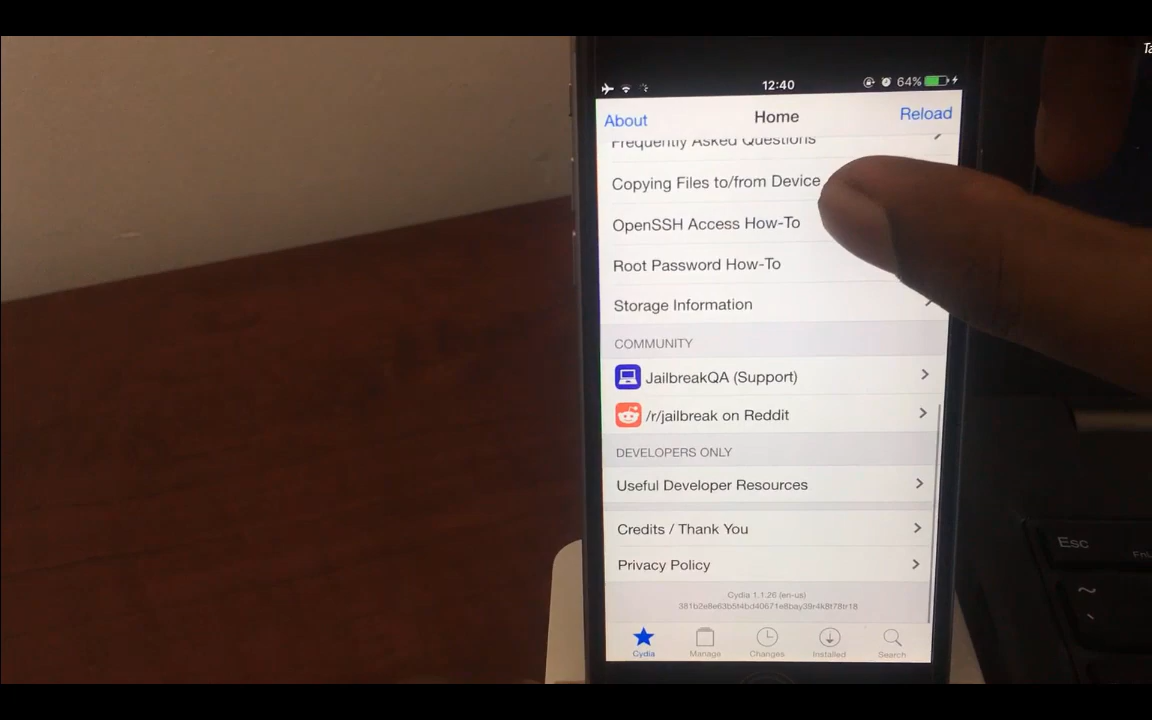 12:40
64%
About
Home
Reload
Frequently Asked Questions
Copying Files to/from Device
OpenSSH Access How-To
Root Password How-To
Storage Information
COMMUNITY
JailbreakQA (Support)
/r/jailbreak on Reddit
DEVELOPERS ONLY
Useful Developer Resources
Credits / Thank You
Privacy Policy
Cydia 1.1.26 (en-us)
Cydia
Manage
Changes
Installed
Search
Esc